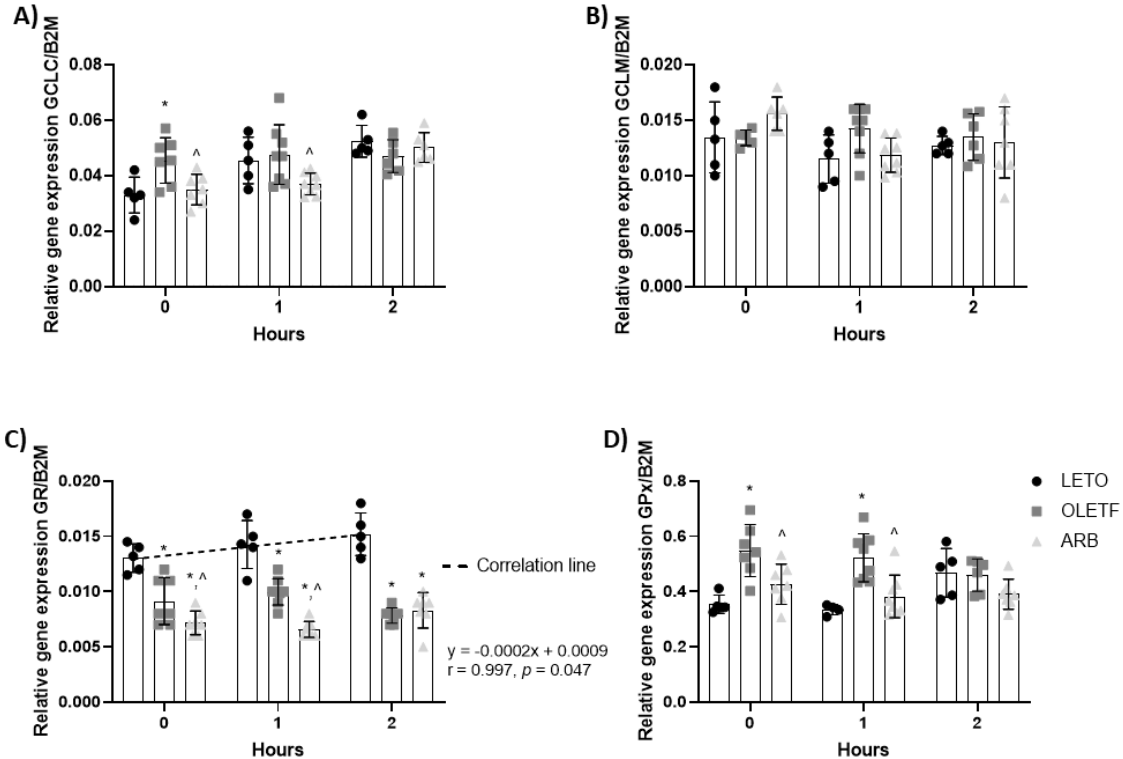 A)
Relative gene expression GCLC/B2M
0.08
0.06
0.04
0.02
0.00
*
^
^
0
1
2
Hours
B)
Relative gene expression GCLM/B2M
0.020
0.015
0.010
0.005
0.000
0
1
2
Hours
C)
Relative gene expression GR/B2M
0.020
0.015
0.010
0.005
0.000
*
*,^
*
*,^
*
*
0
1
2
Hours
Correlation line
y = -0.0002x + 0.0009
r = 0.997, p = 0.047
D)
Relative gene expression GPx/B2M
0.8
0.6
0.4
0.2
0.0
*
^
*
^
0
1
2
Hours
LETO
OLETF
ARB